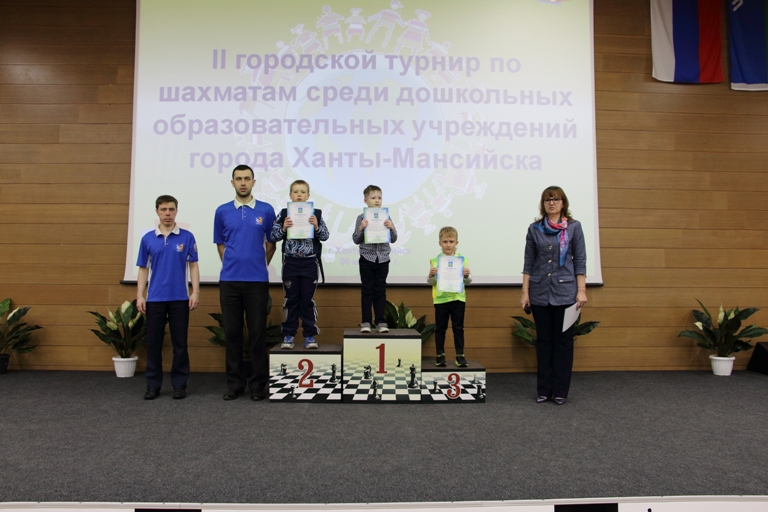 II городской турнир по
шахматам среди дошкольных
образовательных учреждений
города Ханты-Мансийска
2
1
3